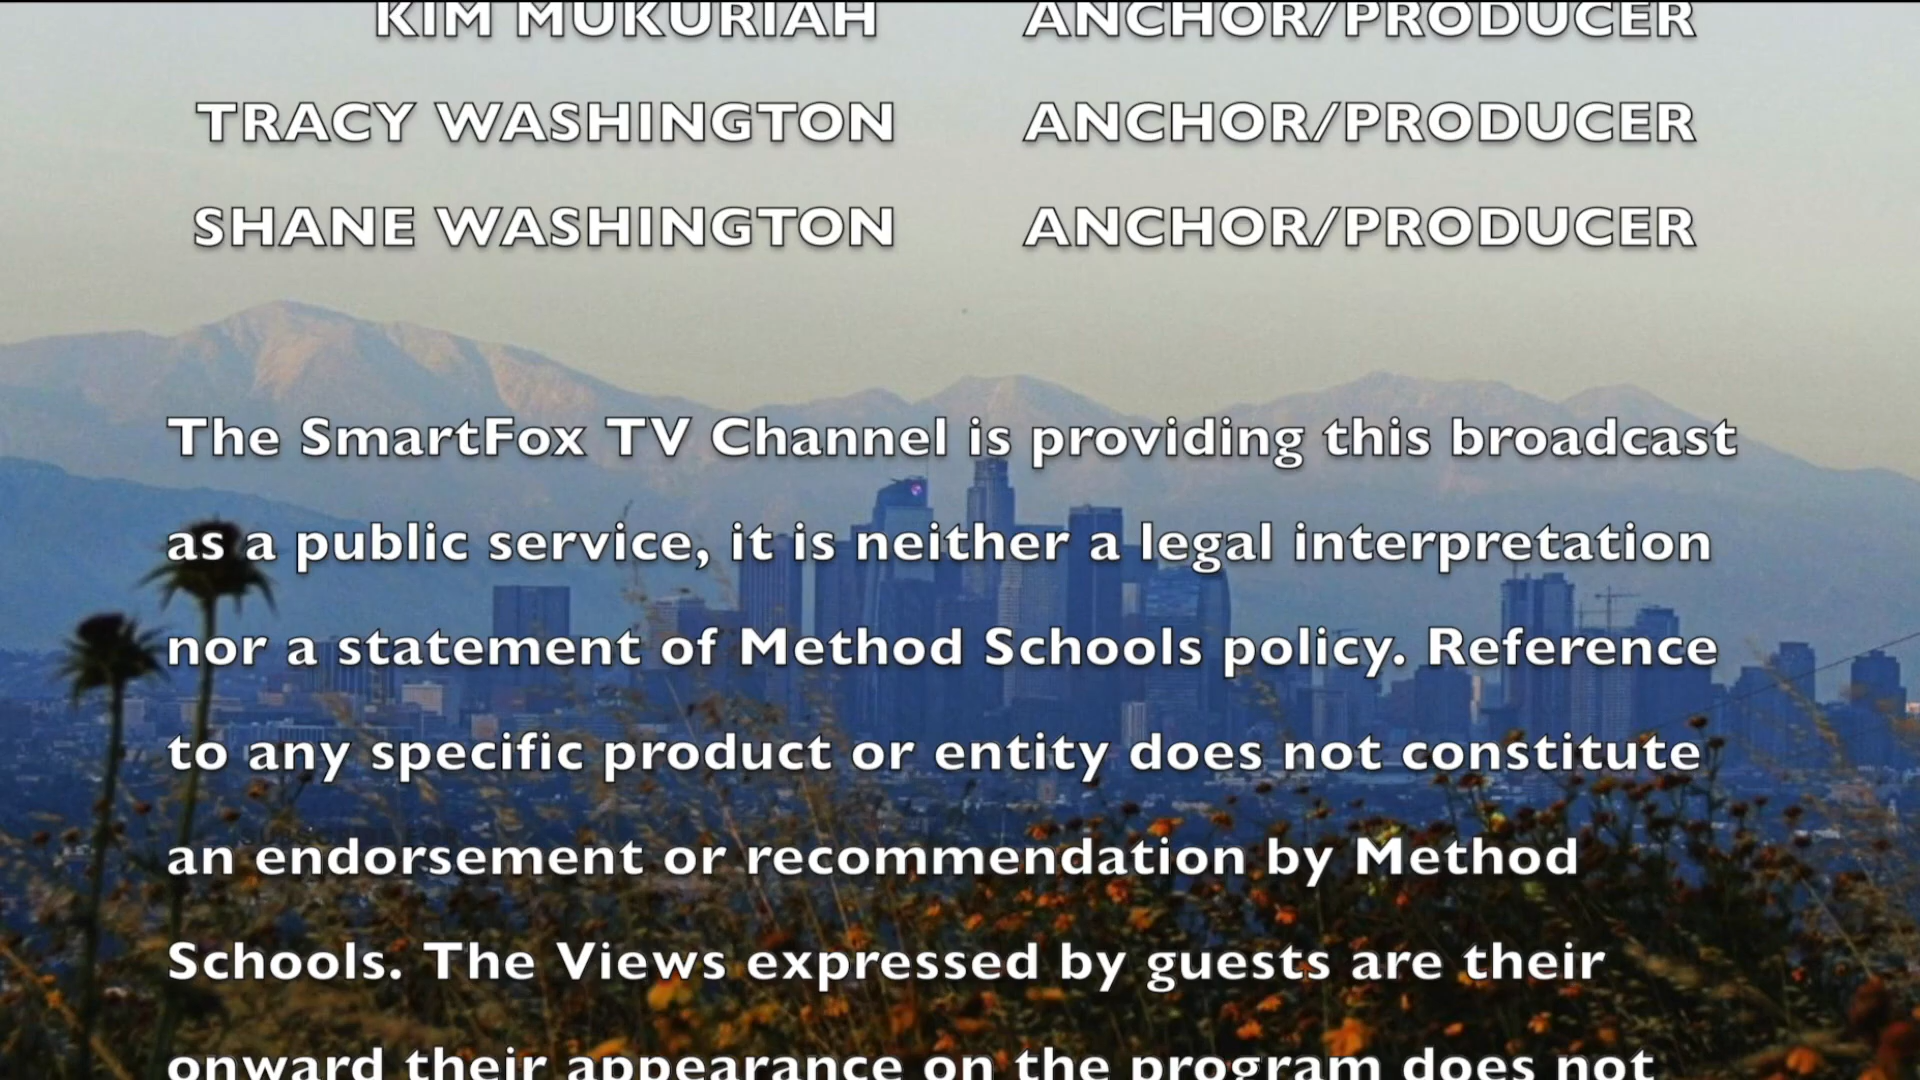 KIM MUKURIAH ANCHOR/PRODUCER
TRACY WASHINGTON ANCHOR/PRODUCER
SHANE WASHINGTON ANCHOR/PRODUCER
The SmartFox TV Channel is providing this broadcast
as a public service, it is neither a legal interpretation
nor a statement of Method Schools policy. Reference
to any specific product or entity does not constitute
an endorsement or recommendation by Method
Schools. The Views expressed by guests are their
onward their appearance on the program does not